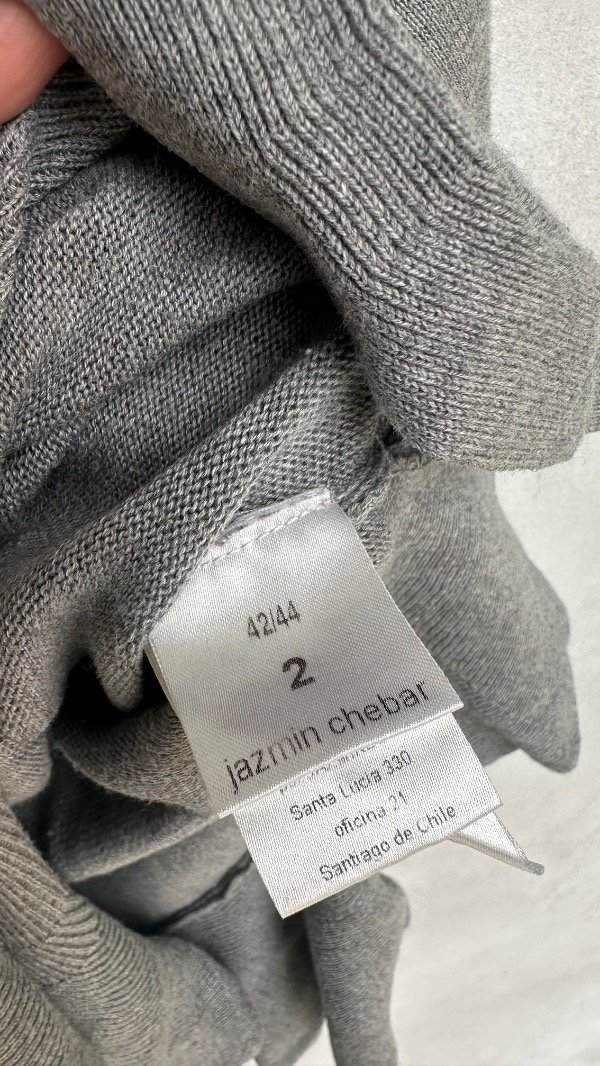 42/44
2
jazmin chebar
Santa Lucia 330
oficina 21
Santiago de Chile